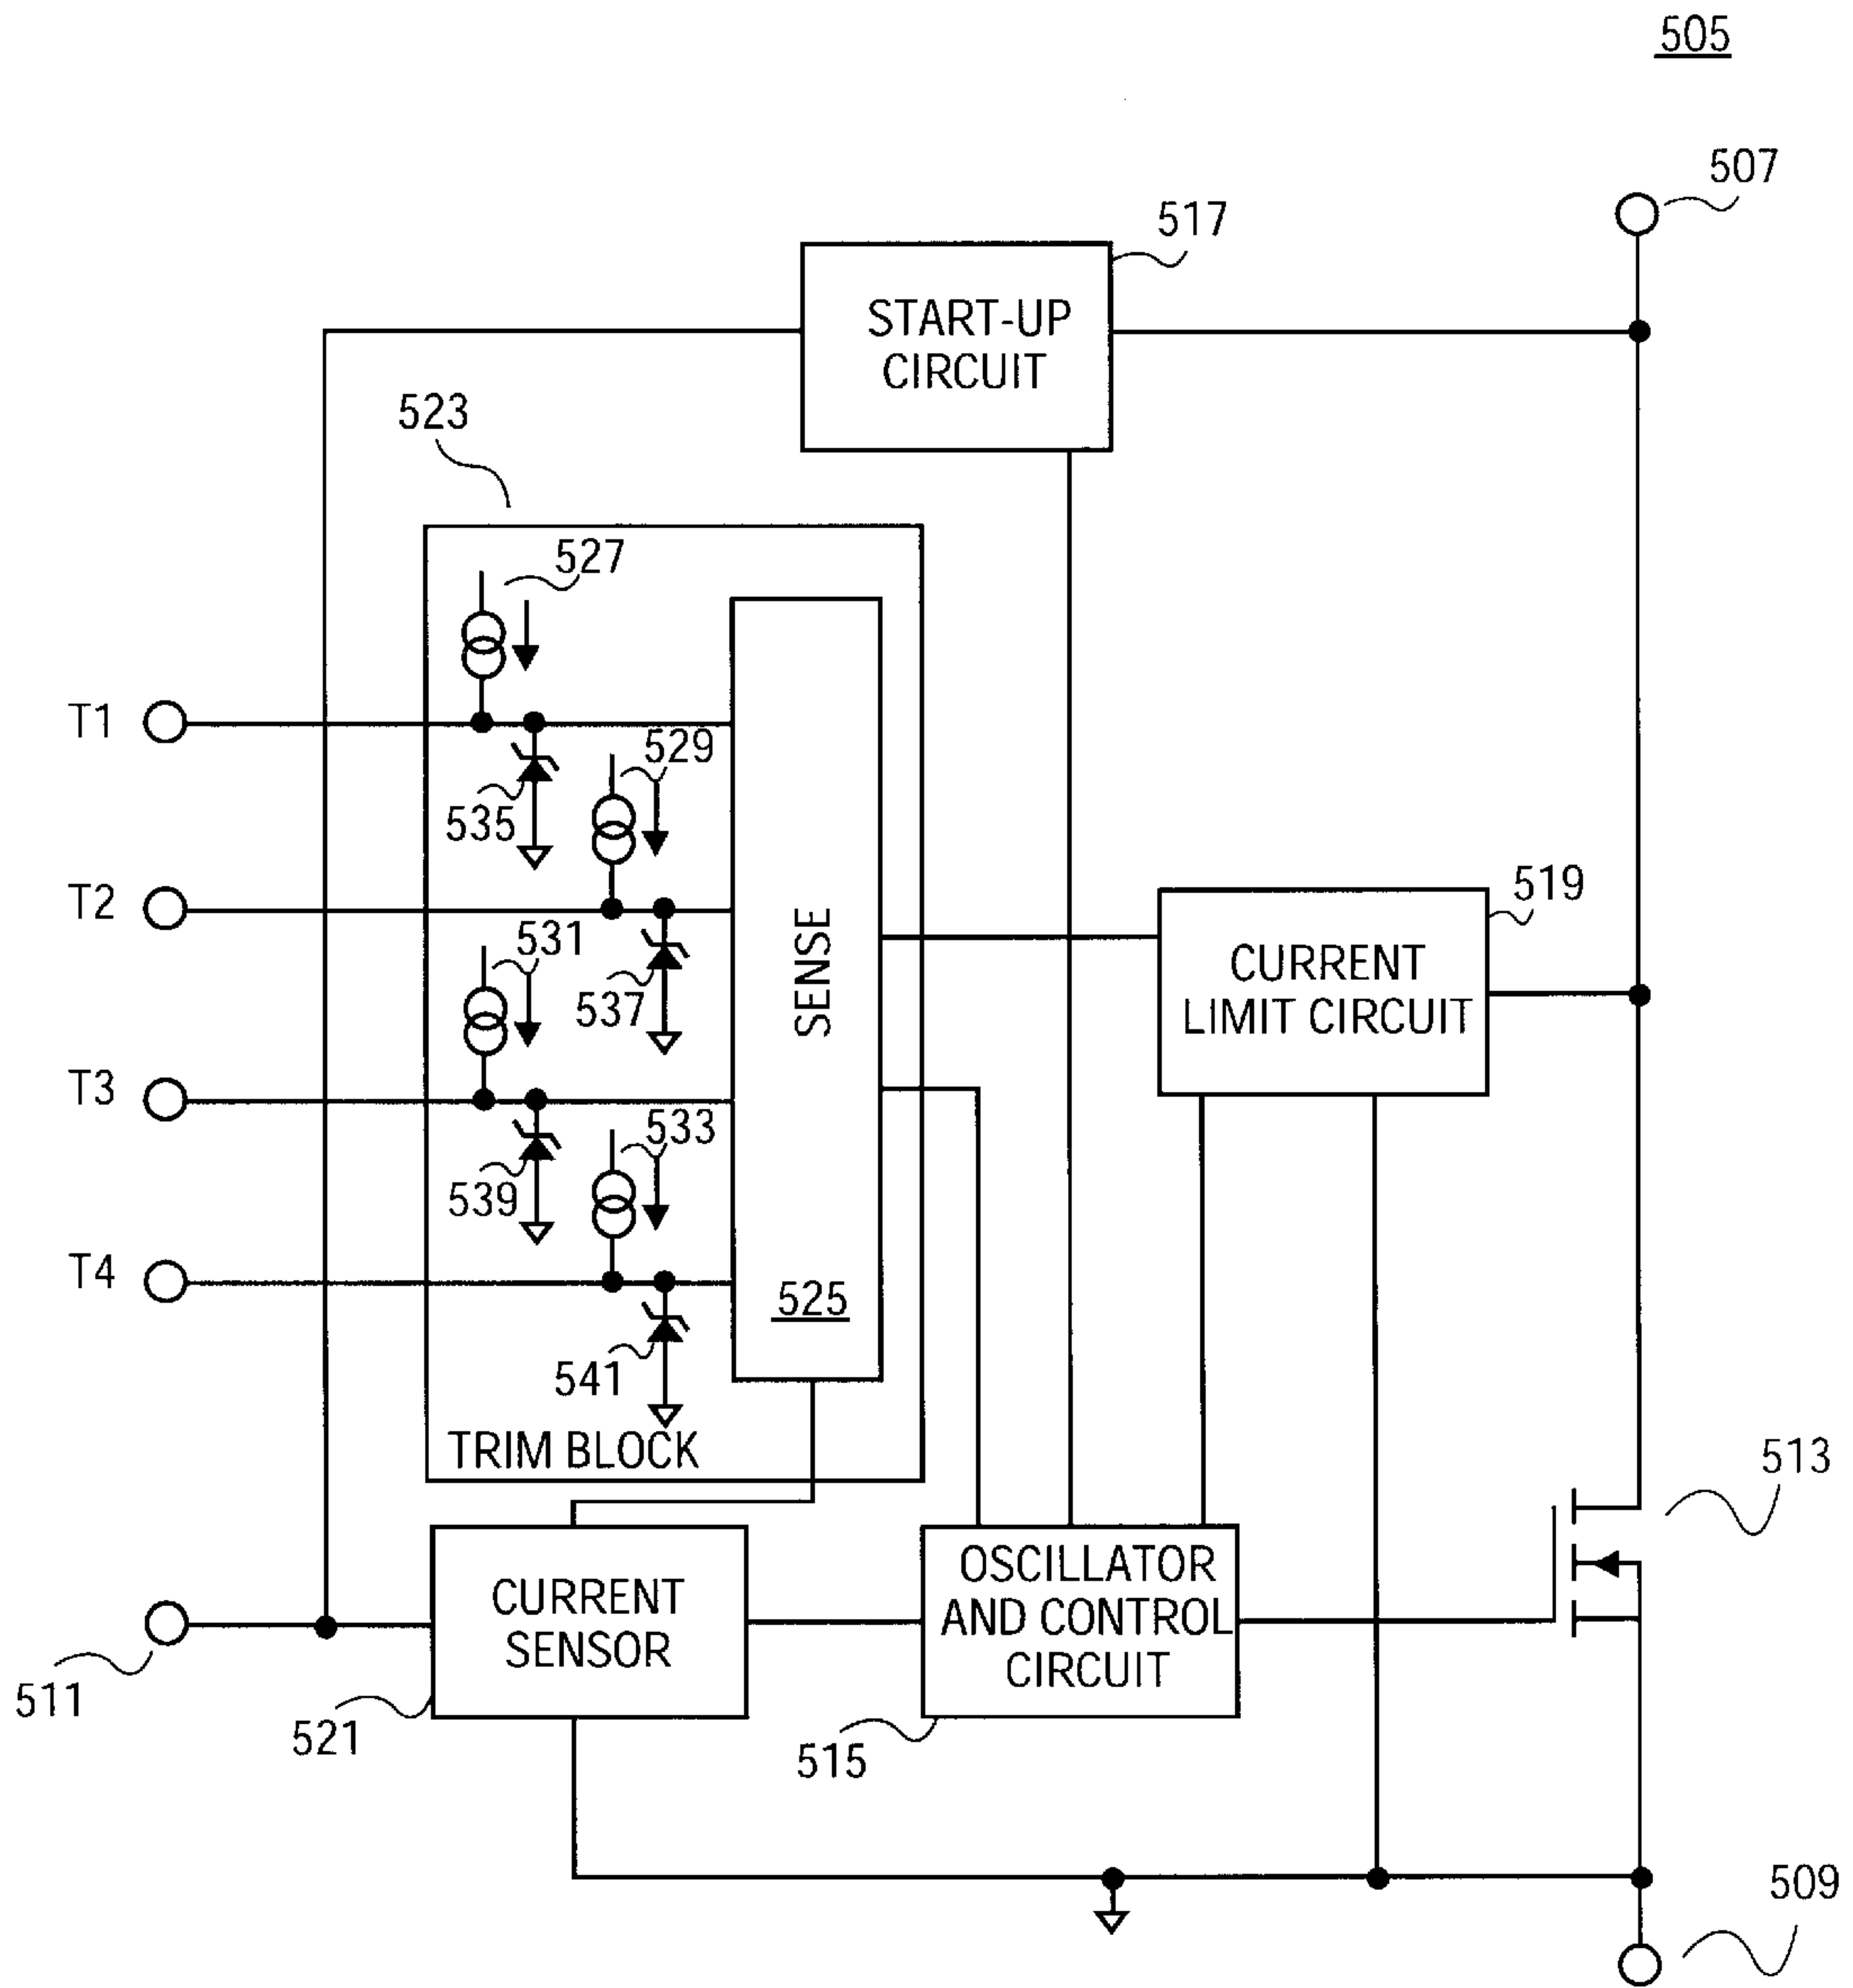 505
507
517
START-UP
CIRCUIT
523
527
T1
529
535
T2
519
531
SENSE
CURRENT
LIMIT CIRCUIT
537
T3
533
539
T4
525
541
TRIM BLOCK
513
OSCILLATOR
AND CONTROL
CIRCUIT
CURRENT
SENSOR
511
521
515
509